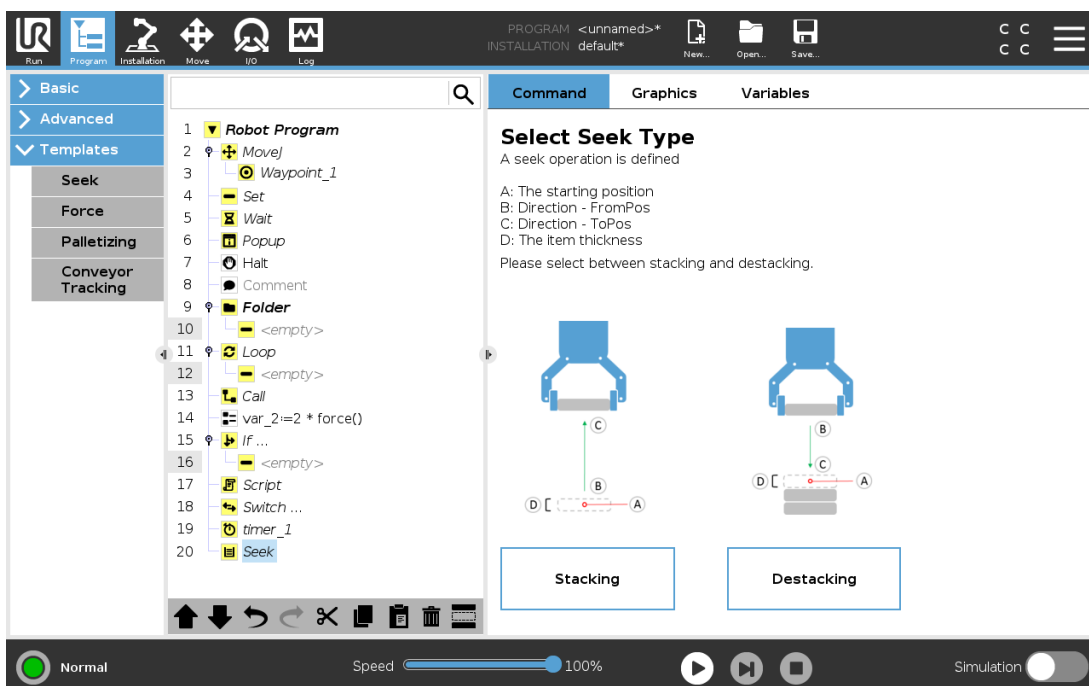 PROGRAM <unnamed>*
INSTALLATION default*
C C
C C
Run
Program
Installation
Move
I/O
Log
New...
Open...
Save...
Basic
Advanced
Templates
Seek
Force
Palletizing
Conveyor
Tracking
1 Robot Program
2 MoveJ
3 Waypoint_1
4 Set
5 Wait
6 Popup
7 Halt
8 Comment
9 Folder
10 <empty>
11 Loop
12 <empty>
13 Call
14 var_2:=2 * force()
15 If ...
16 <empty>
17 Script
18 Switch ...
19 timer_1
20 Seek
Command Graphics Variables
Select Seek Type
A seek operation is defined
A: The starting position
B: Direction - FromPos
C: Direction - ToPos
D: The item thickness
Please select between stacking and destacking.
C
B
D
A
B
C
D
A
Stacking
Destacking
Normal
Speed
100%
Simulation